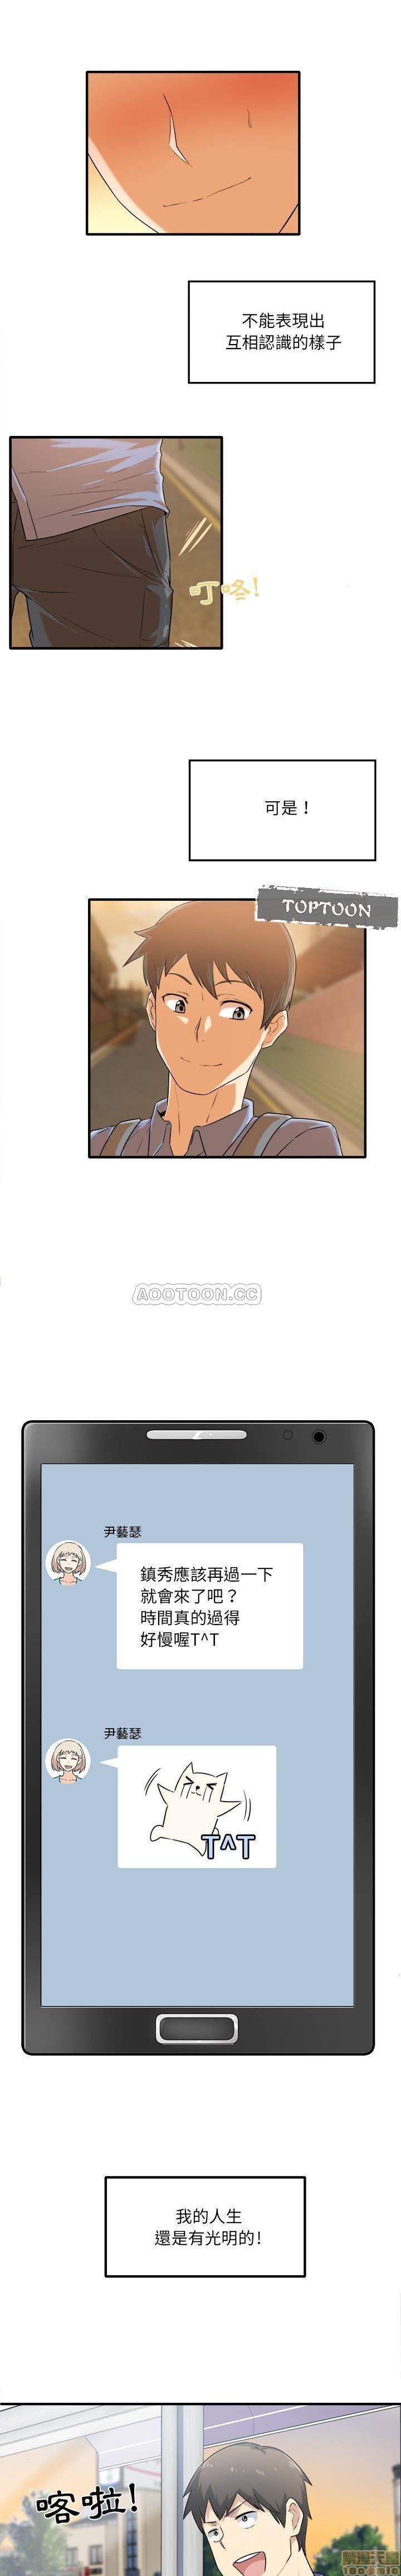 不能表現出
互相認識的樣子
叮咚!
可是！
TOPTOON
AOOTOON.CC
尹藝瑟
鎮秀應該再過一下
就會來了吧？
時間真的過得
好慢喔T^T
尹藝瑟
T^T
我的人生
還是有光明的!
喀啦!